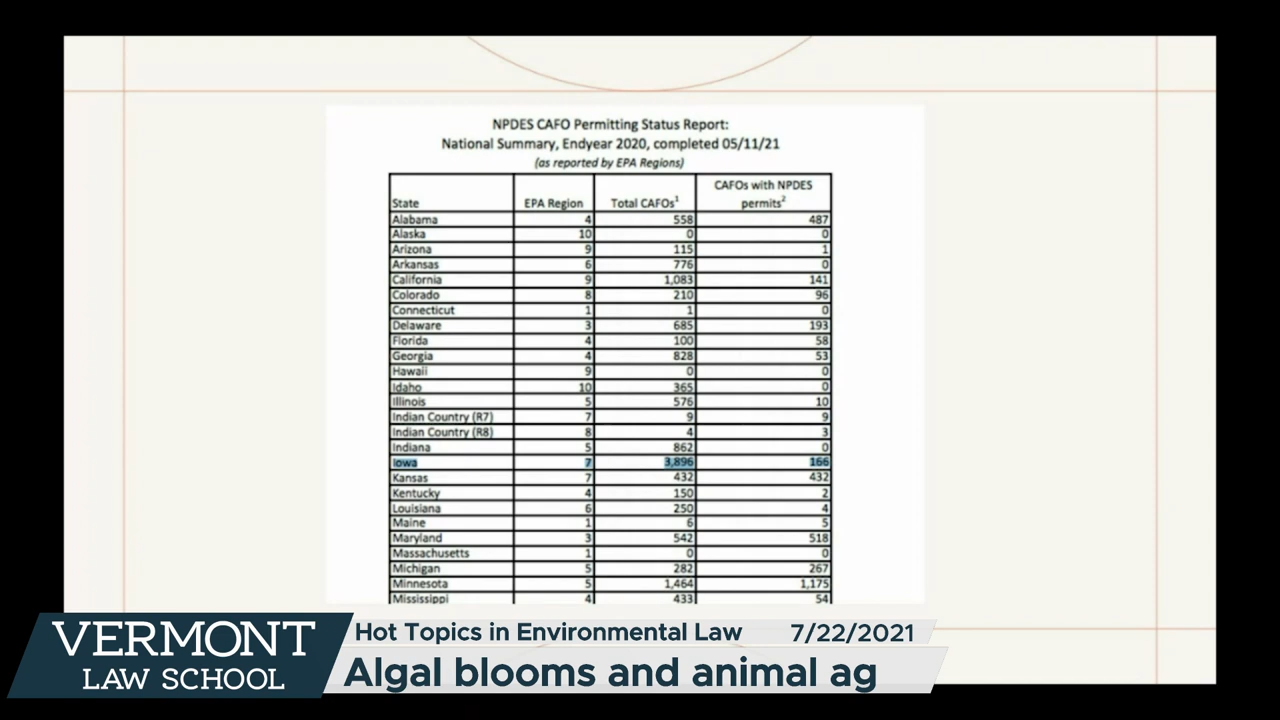 NPDES CAFO Permitting Status Report:
National Summary, Endyear 2020, completed 05/11/21
(as reported by EPA Regions)
State EPA Region Total CAFOs¹ CAFOs with NPDES permits²
Alabama 4 558 487
Alaska 10 0 0
Arizona 9 115 1
Arkansas 6 776 0
California 9 1,083 141
Colorado 8 210 96
Connecticut 1 1 0
Delaware 3 685 193
Florida 4 100 58
Georgia 4 828 53
Hawaii 9 0 0
Idaho 10 365 0
Illinois 5 576 10
Indian Country (R7) 7 9 9
Indian Country (R8) 8 4 3
Indiana 5 862 0
Iowa 7 3,896 166
Kansas 7 432 432
Kentucky 4 150 2
Louisiana 6 250 4
Maine 1 6 5
Maryland 3 542 518
Massachusetts 1 0 0
Michigan 5 282 267
Minnesota 5 1,464 1,175
Mississippi 4 433 54
VERMONT
LAW SCHOOL
Hot Topics in Environmental Law 7/22/2021
Algal blooms and animal ag